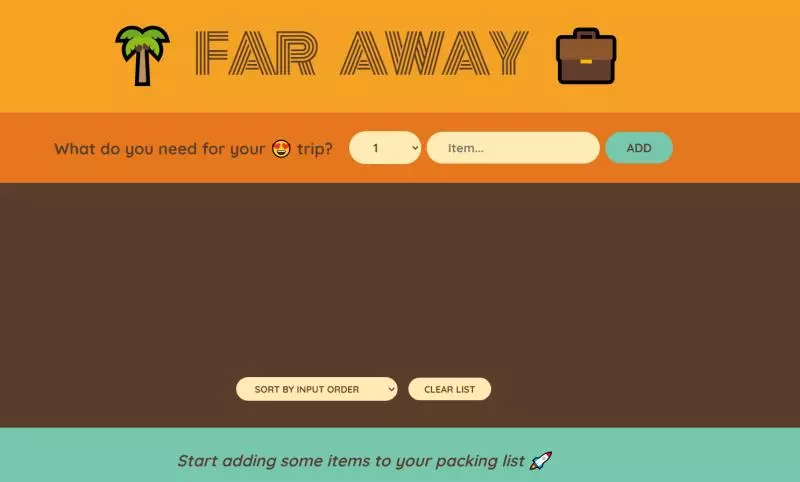 🌴 FAR AWAY 💼
What do you need for your 😍 trip? 1 Item... ADD
SORT BY INPUT ORDER CLEAR LIST
Start adding some items to your packing list 🚀